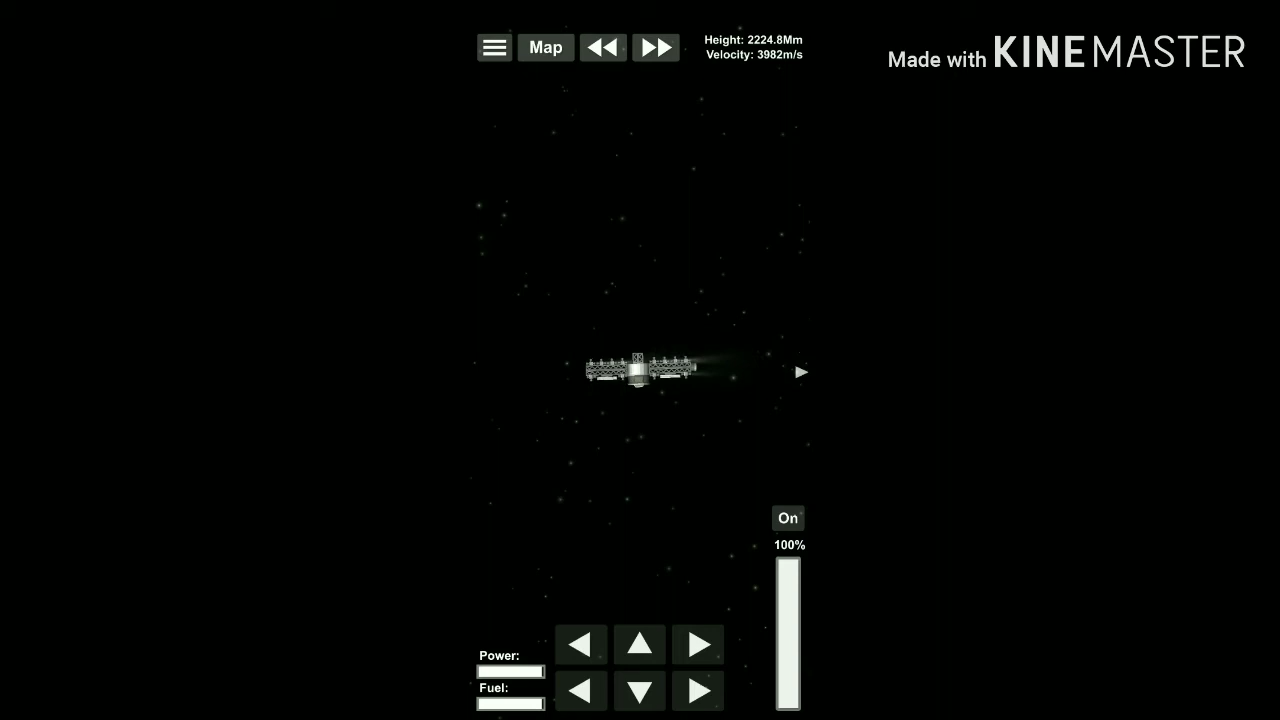 Map
Height: 2224.8Mm
Velocity: 3982m/s
Made with KINEMASTER
On
100%
Power:
Fuel: